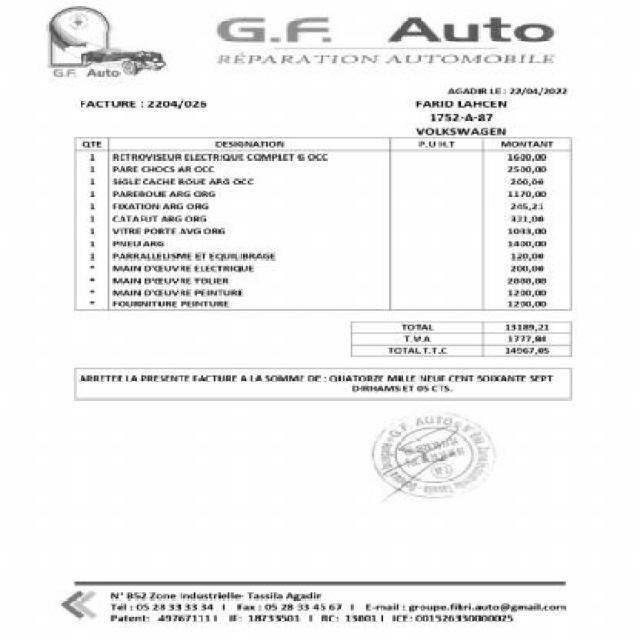 G.F. Auto
G.F. Auto
RÉPARATION AUTOMOBILE
AGADIR LE : 22/04/2022
FACTURE : 2204/026
FARID LAHCEN
1752-A-87
VOLKSWAGEN
QTE DESIGNATION P.U H.T MONTANT
1 RETROVISEUR ELECTRIQUE COMPLET G OCC 1600,00
1 PARE CHOCS AR OCC 2500,00
1 SIGLE CACHE ROUE ARG OCC 200,00
1 PAREBOUE ARG ORG 1170,00
1 FIXATION ARG ORG 245,21
1 CATAFUT ARG ORG 321,00
1 VITRE PORTE AVG ORG 1033,00
1 PNEU ARG 1400,00
1 PARRALLELISME ET EQUILIBRAGE 120,00
* MAIN D'ŒUVRE ELECTRIQUE 200,00
* MAIN D'ŒUVRE TOLIER 2000,00
* MAIN D'ŒUVRE PEINTURE 1200,00
* FOURNITURE PEINTURE 1200,00
TOTAL 13189,21
T.V.A 1777,84
TOTAL T.T.C 14967,05
ARRETEE LA PRESENTE FACTURE A LA SOMME DE : QUATORZE MILLE NEUF CENT SOIXANTE SEPT
DIRHAMS ET 05 CTS.
G.F. AUTO
N° B52 Zone Industrielle- Tassila Agadir
Tél : 05 28 33 33 34 I Fax : 05 28 33 45 67 I E-mail : groupe.fikri.auto@gmail.com
Patent: 49767111 I IF: 18733501 I RC: 13001 I ICE: 001526330000025